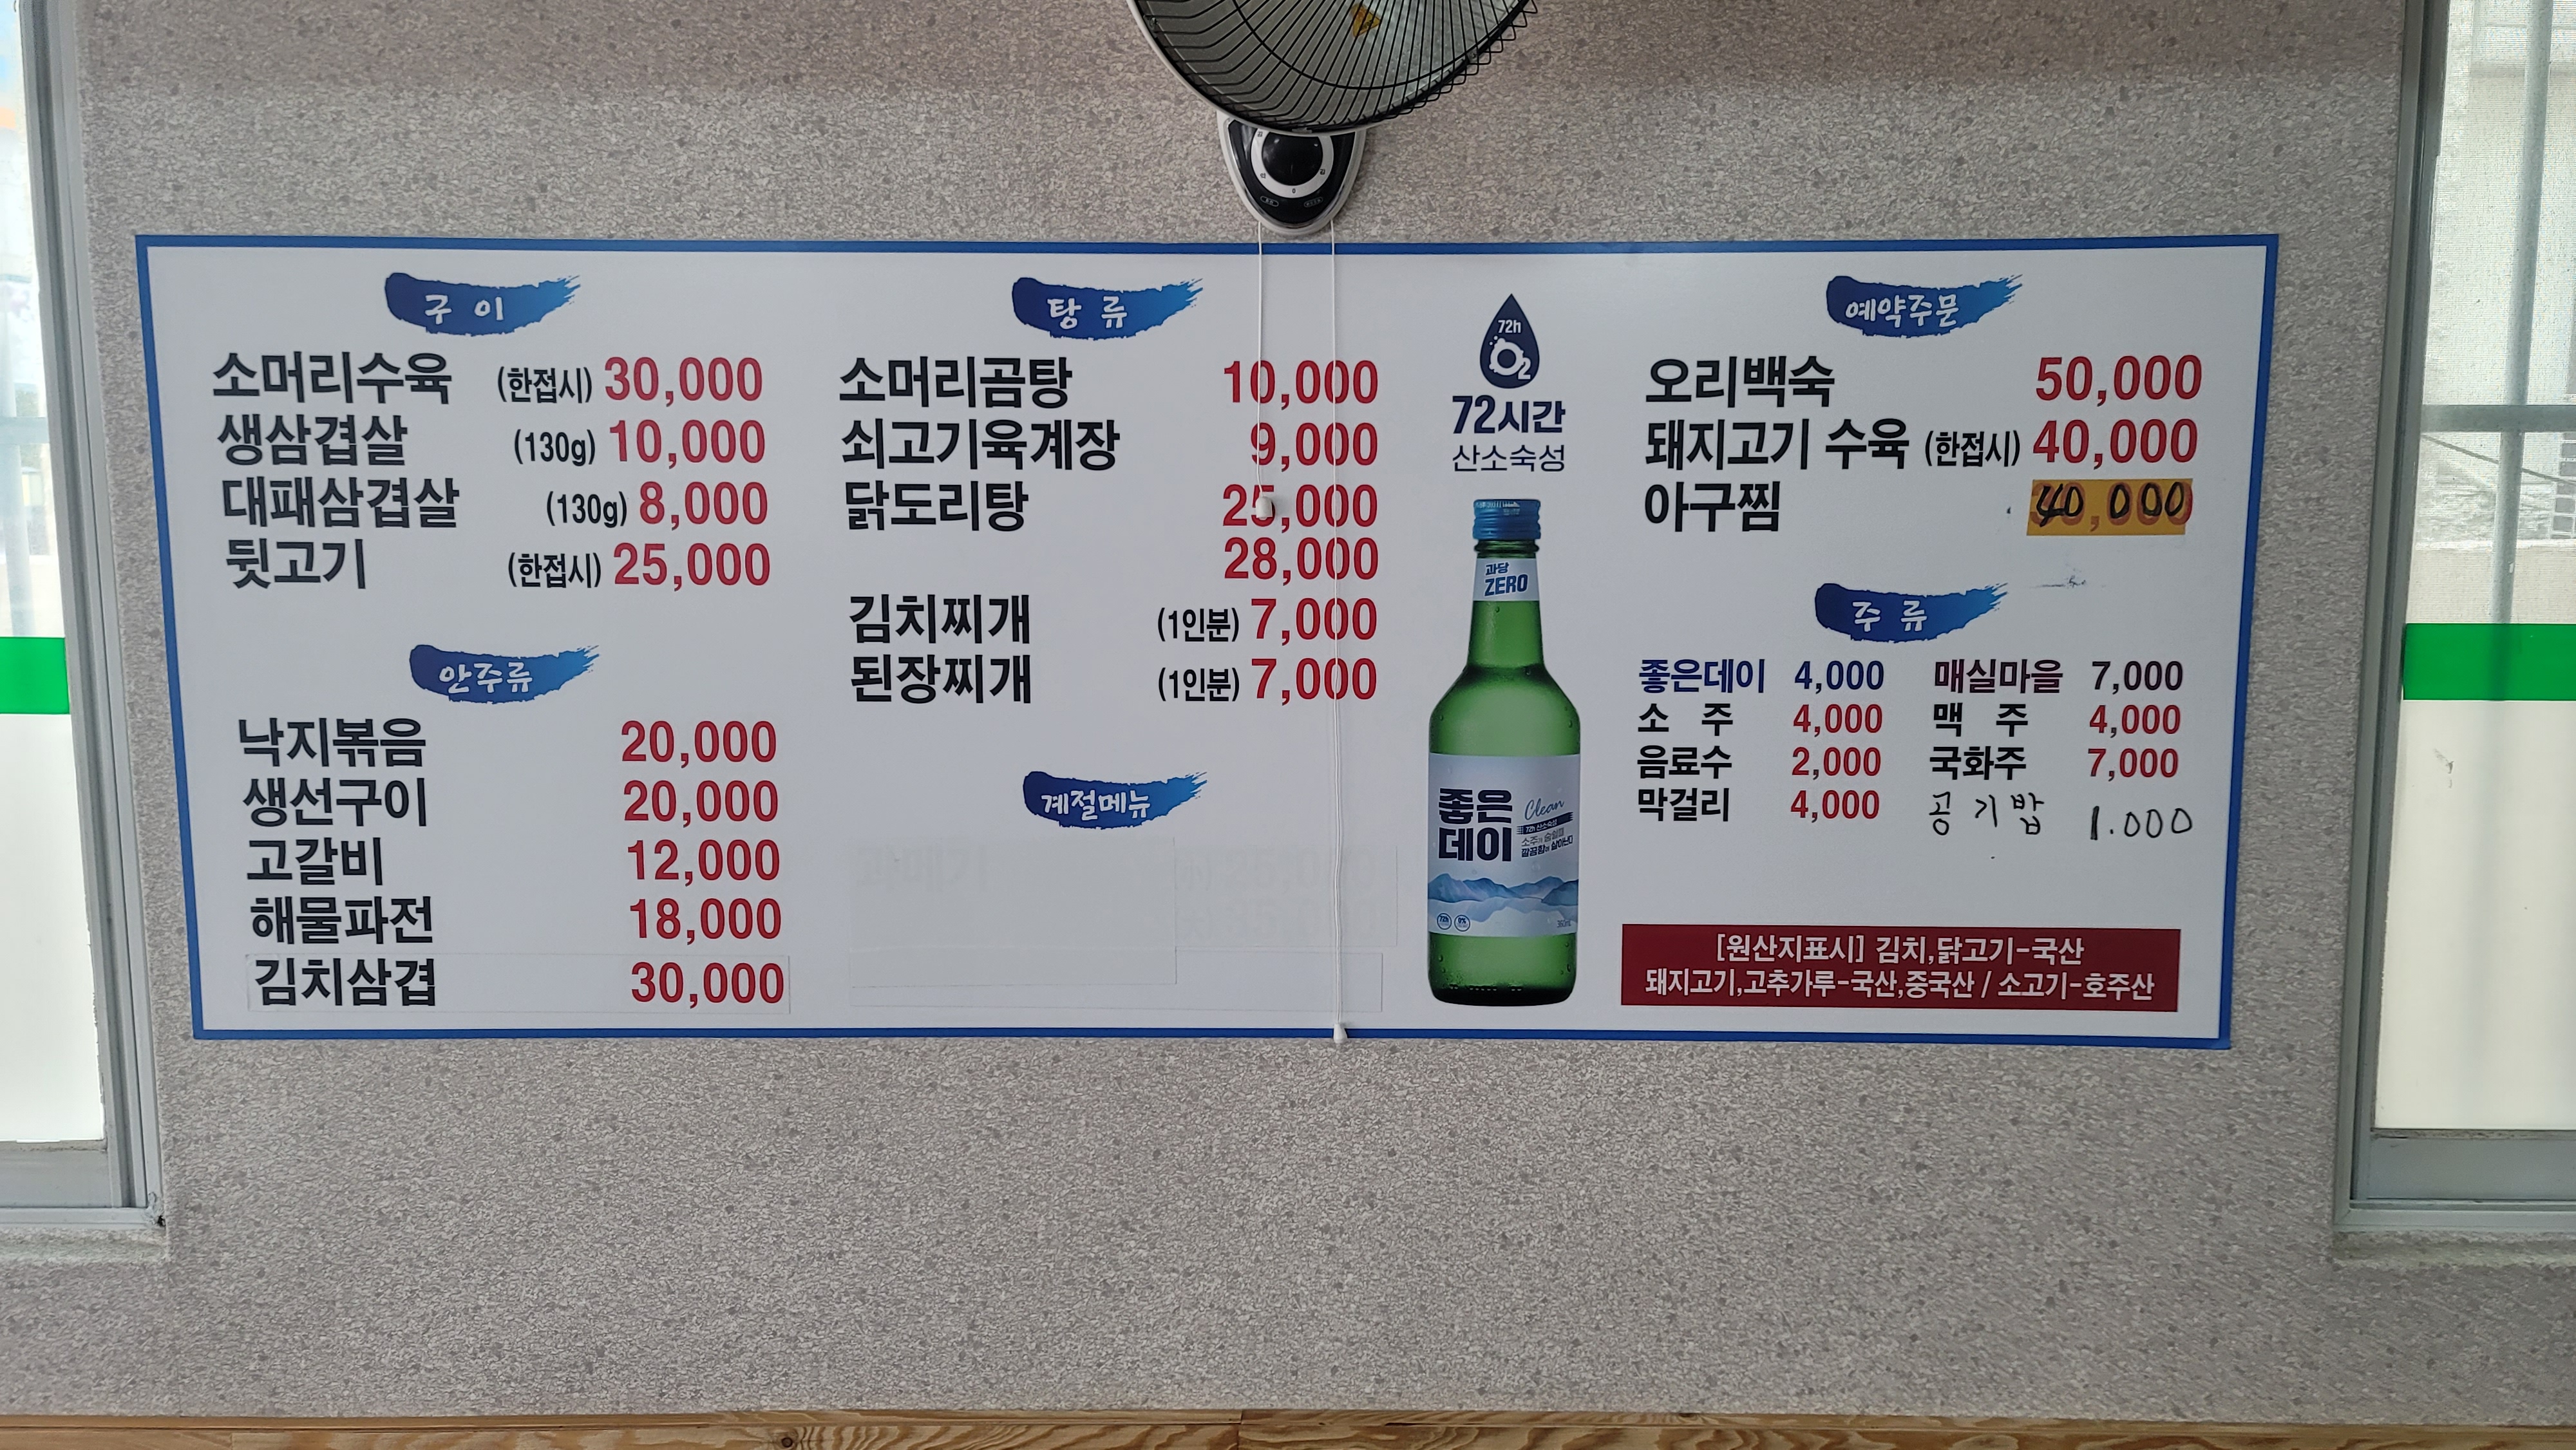 구이
소머리수육 (한접시) 30,000
생삼겹살 (130g) 10,000
대패삼겹살 (130g) 8,000
뒷고기 (한접시) 25,000
안주류
낙지볶음 20,000
생선구이 20,000
고갈비 12,000
해물파전 18,000
김치삼겹 30,000
탕류
소머리곰탕 10,000
쇠고기육계장 9,000
닭도리탕 25,000
28,000
김치찌개 (1인분) 7,000
된장찌개 (1인분) 7,000
계절메뉴
과메기
72h
O2
72시간
산소숙성
과당
ZERO
좋은
데이
Clean
72h 산소숙성
예약주문
오리백숙 50,000
돼지고기 수육 (한접시) 40,000
아구찜 40,000
주류
좋은데이 4,000 매실마을 7,000
소주 4,000 맥주 4,000
음료수 2,000 국화주 7,000
막걸리 4,000 공기밥 1.000
[원산지표시] 김치,닭고기-국산
돼지고기,고추가루-국산,중국산 / 소고기-호주산